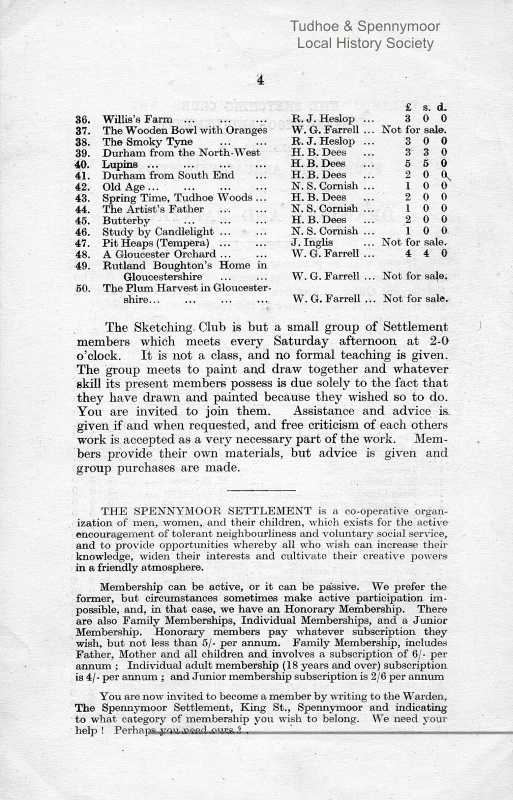 Tudhoe & Spennymoor
Local History Society
4
£ s. d.
36. Willis's Farm ... ... ... R. J. Heslop ... 3 0 0
37. The Wooden Bowl with Oranges W. G. Farrell ... Not for sale.
38. The Smoky Tyne ... ... R. J. Heslop ... 3 0 0
39. Durham from the North-West H. B. Dees ... 3 3 0
40. Lupins ... ... ... ... H. B. Dees ... 5 5 0
41. Durham from South End ... H. B. Dees ... 2 0 0
42. Old Age ... ... ... ... N. S. Cornish ... 1 0 0
43. Spring Time, Tudhoe Woods ... H. B. Dees ... 2 0 0
44. The Artist's Father ... ... N. S. Cornish ... 1 0 0
45. Butterby ... ... ... H. B. Dees ... 2 0 0
46. Study by Candlelight ... ... N. S. Cornish ... 1 0 0
47. Pit Heaps (Tempera) ... ... J. Inglis ... Not for sale.
48. A Gloucester Orchard ... ... W. G. Farrell ... 4 4 0
49. Rutland Boughton's Home in
Gloucestershire ... ... W. G. Farrell ... Not for sale.
50. The Plum Harvest in Gloucester-
shire... ... ... ... W. G. Farrell ... Not for sale.
The Sketching Club is but a small group of Settlement
members which meets every Saturday afternoon at 2-0
o'clock. It is not a class, and no formal teaching is given.
The group meets to paint and draw together and whatever
skill its present members possess is due solely to the fact that
they have drawn and painted because they wished so to do.
You are invited to join them. Assistance and advice is
given if and when requested, and free criticism of each others
work is accepted as a very necessary part of the work. Mem-
bers provide their own materials, but advice is given and
group purchases are made.
THE SPENNYMOOR SETTLEMENT is a co-operative organ-
ization of men, women, and their children, which exists for the active
encouragement of tolerant neighbourliness and voluntary social service,
and to provide opportunities whereby all who wish can increase their
knowledge, widen their interests and cultivate their creative powers
in a friendly atmosphere.
Membership can be active, or it can be passive. We prefer the
former, but circumstances sometimes make active participation im-
possible, and, in that case, we have an Honorary Membership. There
are also Family Memberships, Individual Memberships, and a Junior
Membership. Honorary members pay whatever subscription they
wish, but not less than 5/- per annum. Family Membership, includes
Father, Mother and all children and involves a subscription of 6/- per
annum ; Individual adult membership (18 years and over) subscription
is 4/- per annum ; and Junior membership subscription is 2/6 per annum
You are now invited to become a member by writing to the Warden,
The Spennymoor Settlement, King St., Spennymoor and indicating
to what category of membership you wish to belong. We need your
help ! Perhaps you need ours ? .